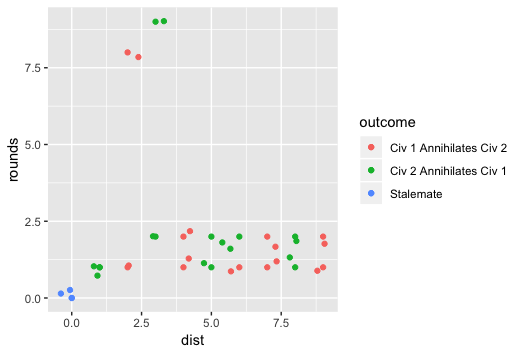 7.5
5.0
2.5
0.0
rounds
0.0 2.5 5.0 7.5
dist
outcome
Civ 1 Annihilates Civ 2
Civ 2 Annihilates Civ 1
Stalemate